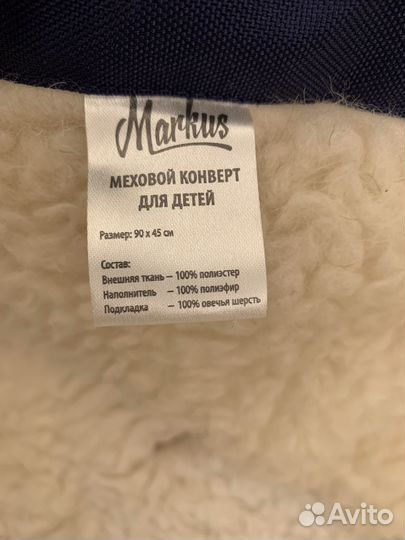 Markus
МЕХОВОЙ КОНВЕРТ
ДЛЯ ДЕТЕЙ
Размер: 90 x 45 см
Состав:
Внешняя ткань – 100% полиэстер
Наполнитель – 100% полиэфир
Подкладка – 100% овечья шерсть
Avito